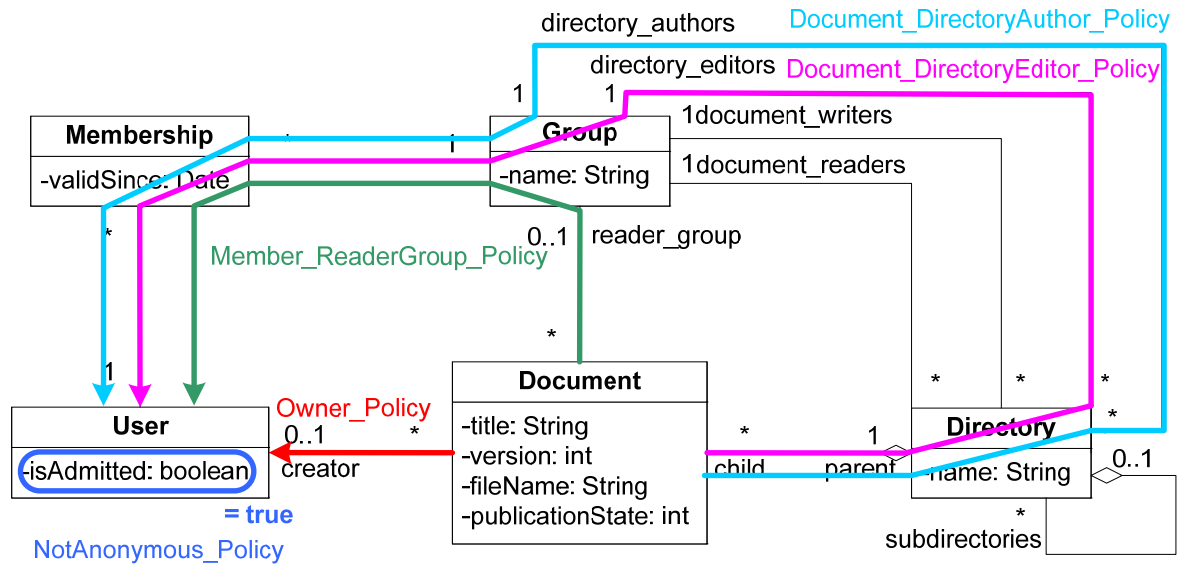 directory_authors
Document_DirectoryAuthor_Policy
directory_editors
Document_DirectoryEditor_Policy
1
1
Membership
*
1
Group
1document_writers
-validSince: Date
-name: String
1document_readers
*
0..1
reader_group
Member_ReaderGroup_Policy
*
1
Document
*
*
*
*
User
Owner_Policy
0..1
*
-title: String
*
1
Directory
-isAdmitted: boolean
creator
-version: int
child
parent
-name: String
0..1
-fileName: String
= true
-publicationState: int
*
subdirectories
NotAnonymous_Policy